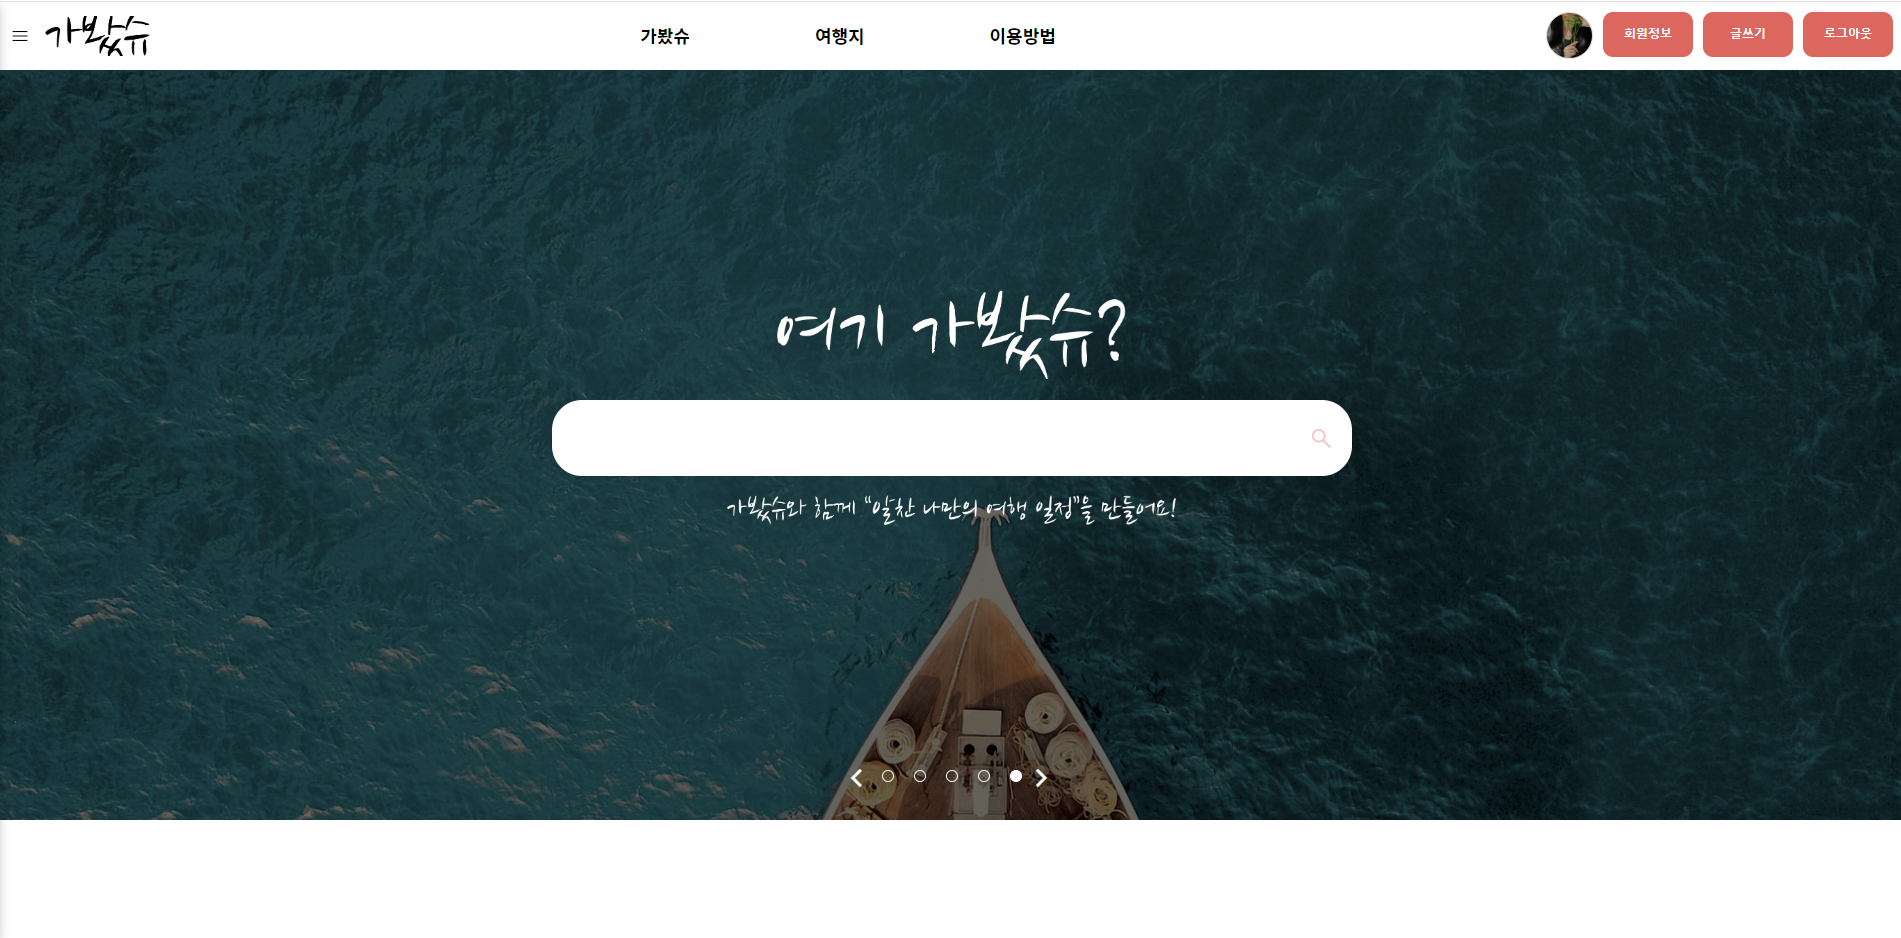 가봤슈
가봤슈 여행지 이용방법 회원정보 글쓰기 로그아웃
여기 가봤슈?
가봤슈와 함께 "알찬 나만의 여행 일정"을 만들어요!